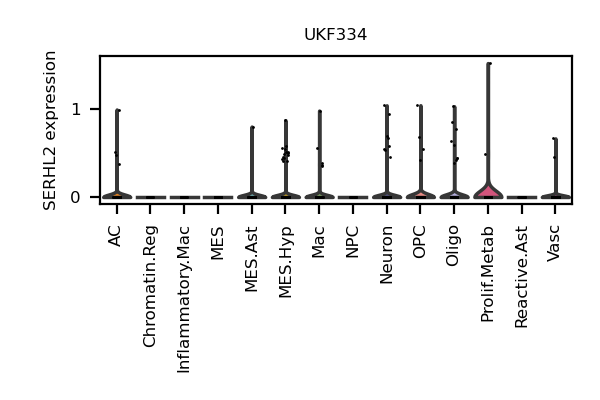 UKF334
SERHL2 expression
1
0
AC
Chromatin.Reg
Inflammatory.Mac
MES
MES.Ast
MES.Hyp
Mac
NPC
Neuron
OPC
Oligo
Prolif.Metab
Reactive.Ast
Vasc